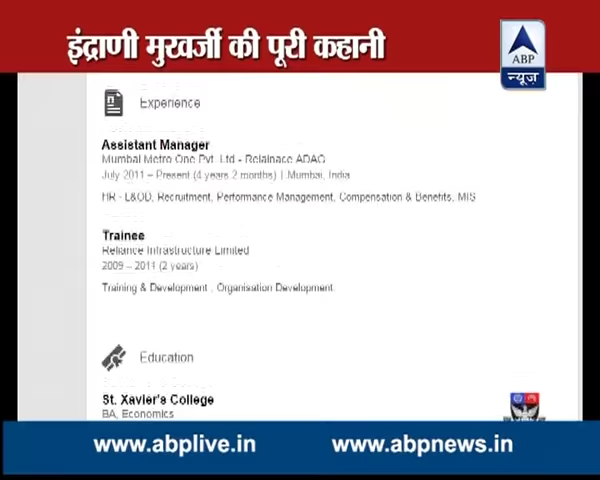 इंद्राणी मुखर्जी की पूरी कहानी
ABP
न्यूज़
Experience
Assistant Manager
Mumbai Metro One Pvt. Ltd - Relainace ADAG
July 2011 – Present (4 years 2 months) | Mumbai, India
HR - L&OD, Recruitment, Performance Management, Compensation & Benefits, MIS
Trainee
Reliance Infrastructure Limited
2009 – 2011 (2 years)
Training & Development , Organisation Development
Education
St. Xavier's College
BA, Economics
www.abplive.in
www.abpnews.in